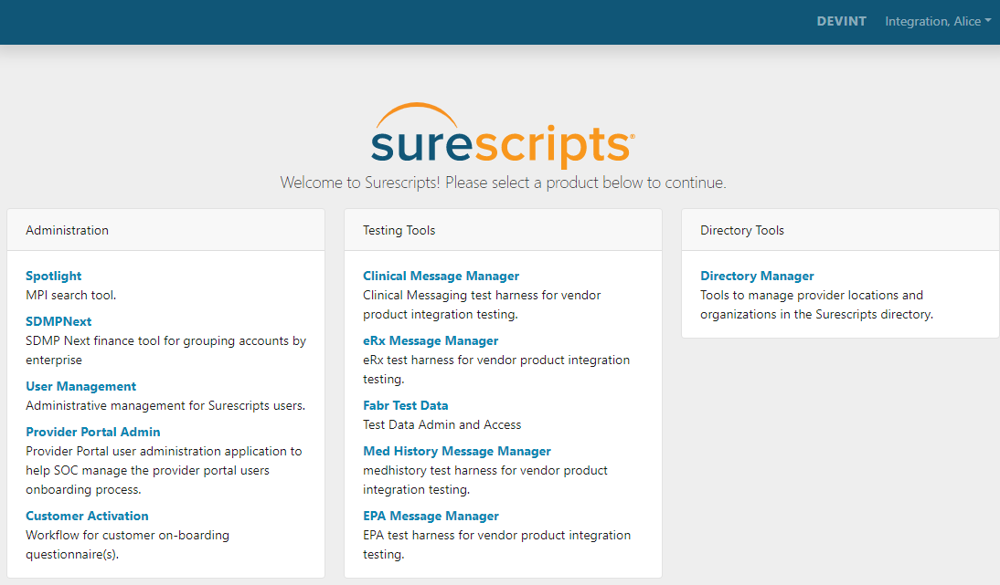 DEVINT Integration, Alice
surescripts®
Welcome to Surescripts! Please select a product below to continue.
Administration
Spotlight
MPI search tool.
SDMPNext
SDMP Next finance tool for grouping accounts by
enterprise
User Management
Administrative management for Surescripts users.
Provider Portal Admin
Provider Portal user administration application to
help SOC manage the provider portal users
onboarding process.
Customer Activation
Workflow for customer on-boarding
questionnaire(s).
Testing Tools
Clinical Message Manager
Clinical Messaging test harness for vendor
product integration testing.
eRx Message Manager
eRx test harness for vendor product integration
testing.
Fabr Test Data
Test Data Admin and Access
Med History Message Manager
medhistory test harness for vendor product
integration testing.
EPA Message Manager
EPA test harness for vendor product integration
testing.
Directory Tools
Directory Manager
Tools to manage provider locations and
organizations in the Surescripts directory.